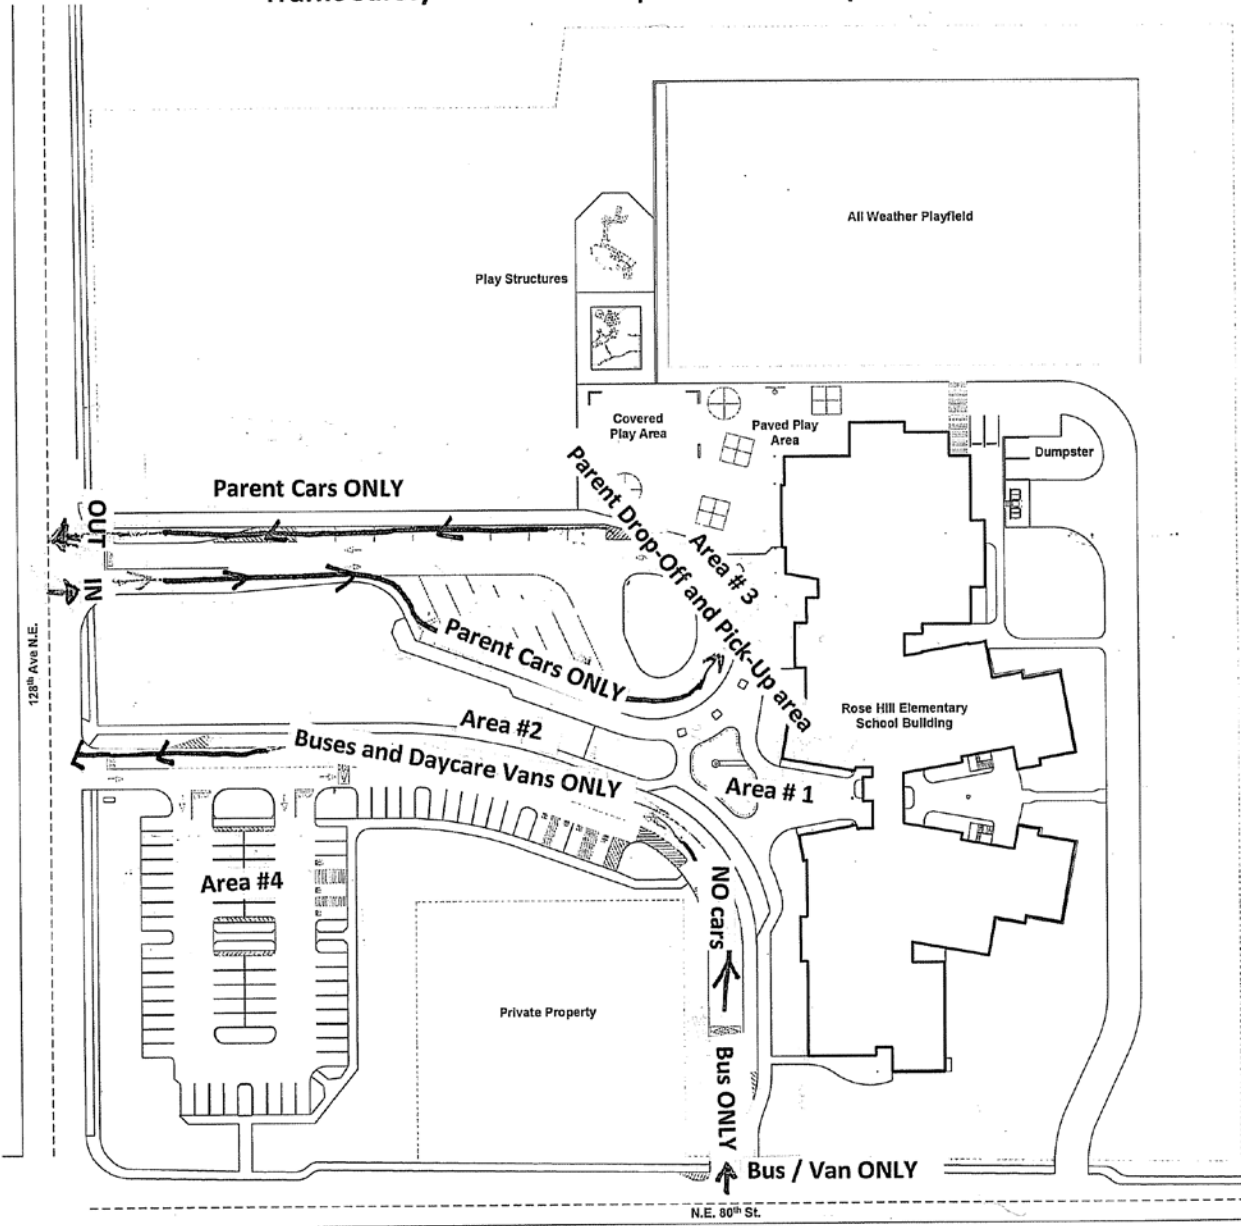 Traffic Safety
All Weather Playfield
Play Structures
Covered
Play Area
Paved Play
Area
Dumpster
Parent Cars ONLY
OUT
IN
Parent Drop-Off and Pick-Up area
Area # 3
Parent Cars ONLY
128th Ave N.E.
Area #2
Rose Hill Elementary
School Building
Buses and Daycare Vans ONLY
Area # 1
Area #4
NO cars
Private Property
Bus ONLY
Bus / Van ONLY
N.E. 80th St.